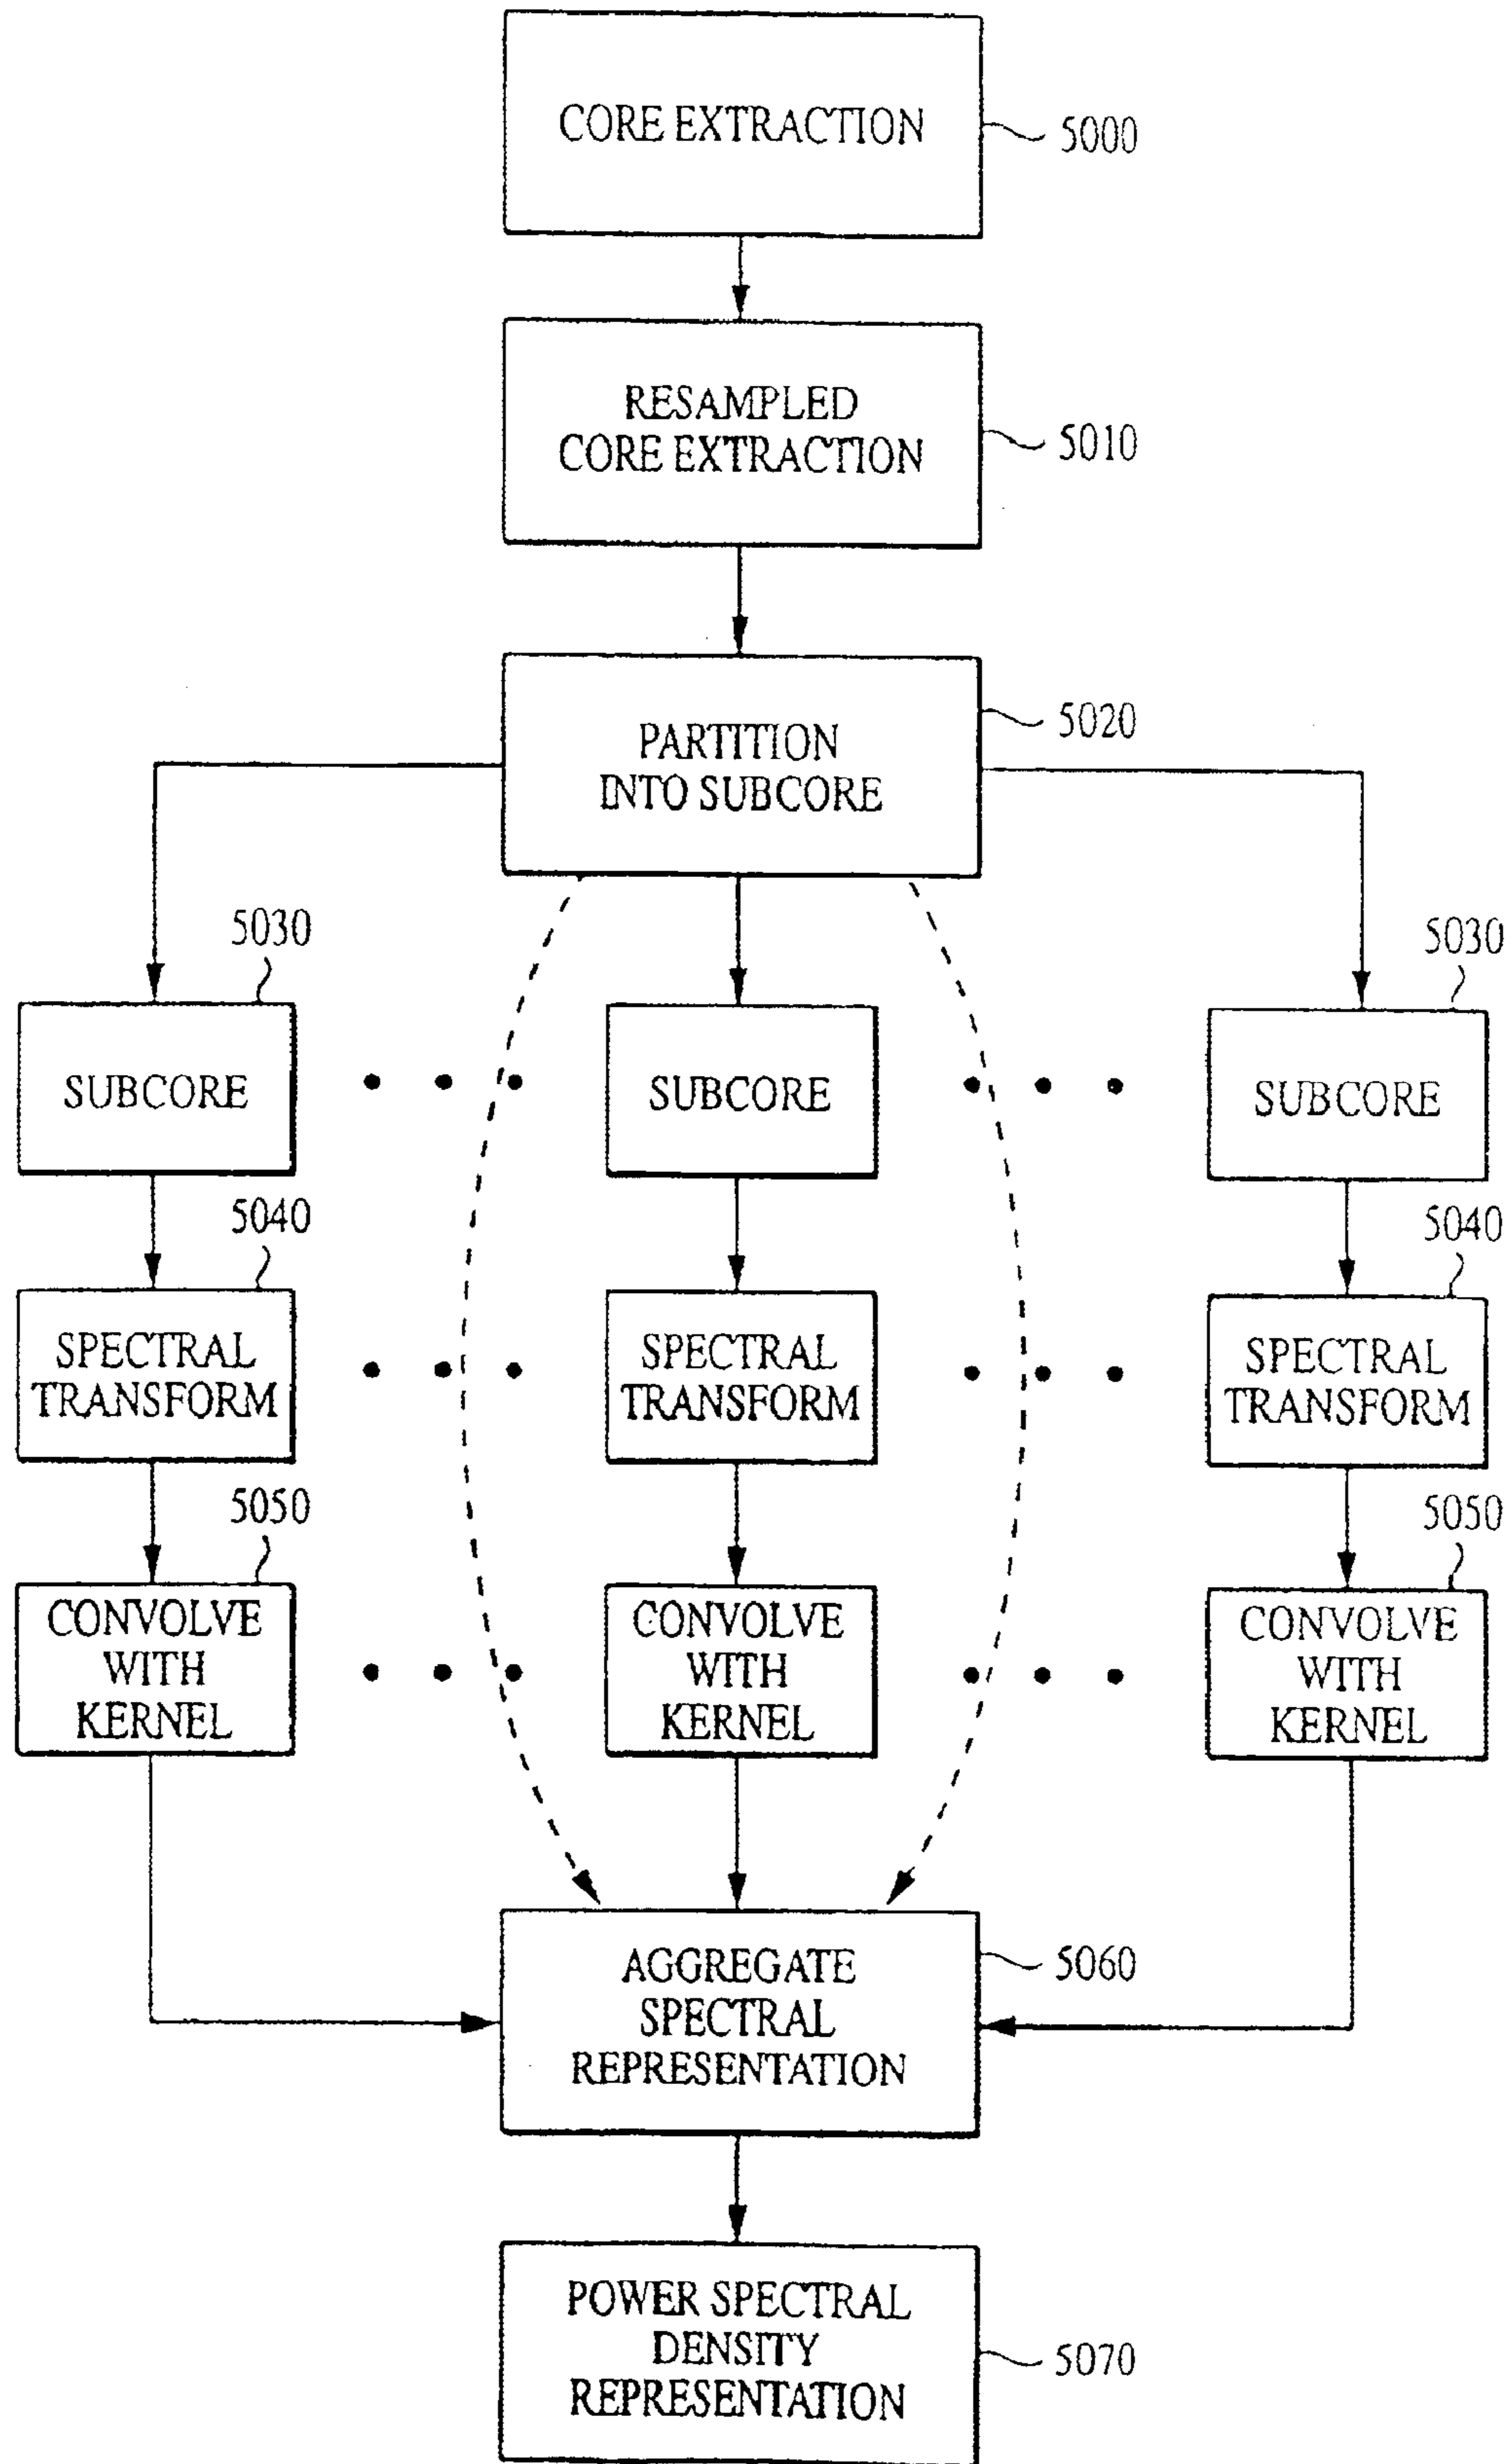 CORE EXTRACTION
5000
RESAMPLED
CORE EXTRACTION
5010
PARTITION
INTO SUBCORE
5020
5030
5030
SUBCORE
SUBCORE
SUBCORE
5040
5040
SPECTRAL
TRANSFORM
SPECTRAL
TRANSFORM
SPECTRAL
TRANSFORM
5050
5050
CONVOLVE
WITH
KERNEL
CONVOLVE
WITH
KERNEL
CONVOLVE
WITH
KERNEL
AGGREGATE
SPECTRAL
REPRESENTATION
5060
POWER SPECTRAL
DENSITY
REPRESENTATION
5070